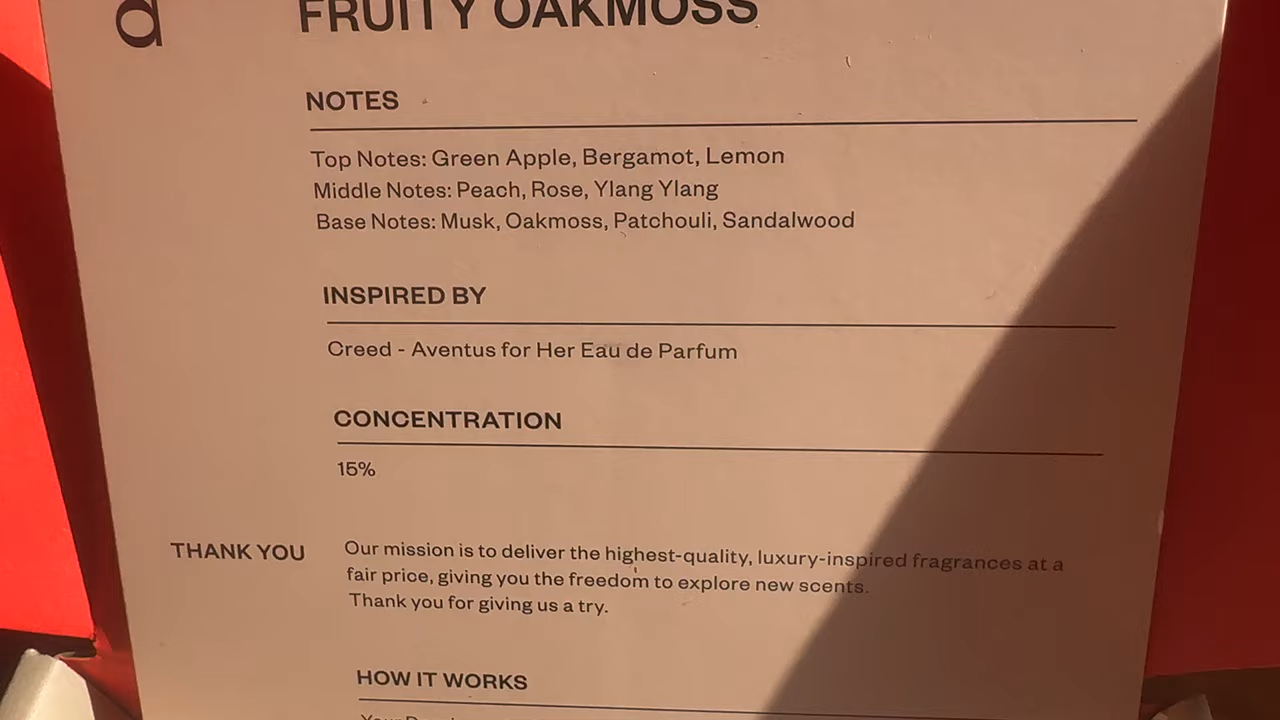 FRUITY OAKMOSS
NOTES
Top Notes: Green Apple, Bergamot, Lemon
Middle Notes: Peach, Rose, Ylang Ylang
Base Notes: Musk, Oakmoss, Patchouli, Sandalwood
INSPIRED BY
Creed - Aventus for Her Eau de Parfum
CONCENTRATION
15%
THANK YOU
Our mission is to deliver the highest-quality, luxury-inspired fragrances at a
fair price, giving you the freedom to explore new scents.
Thank you for giving us a try.
HOW IT WORKS